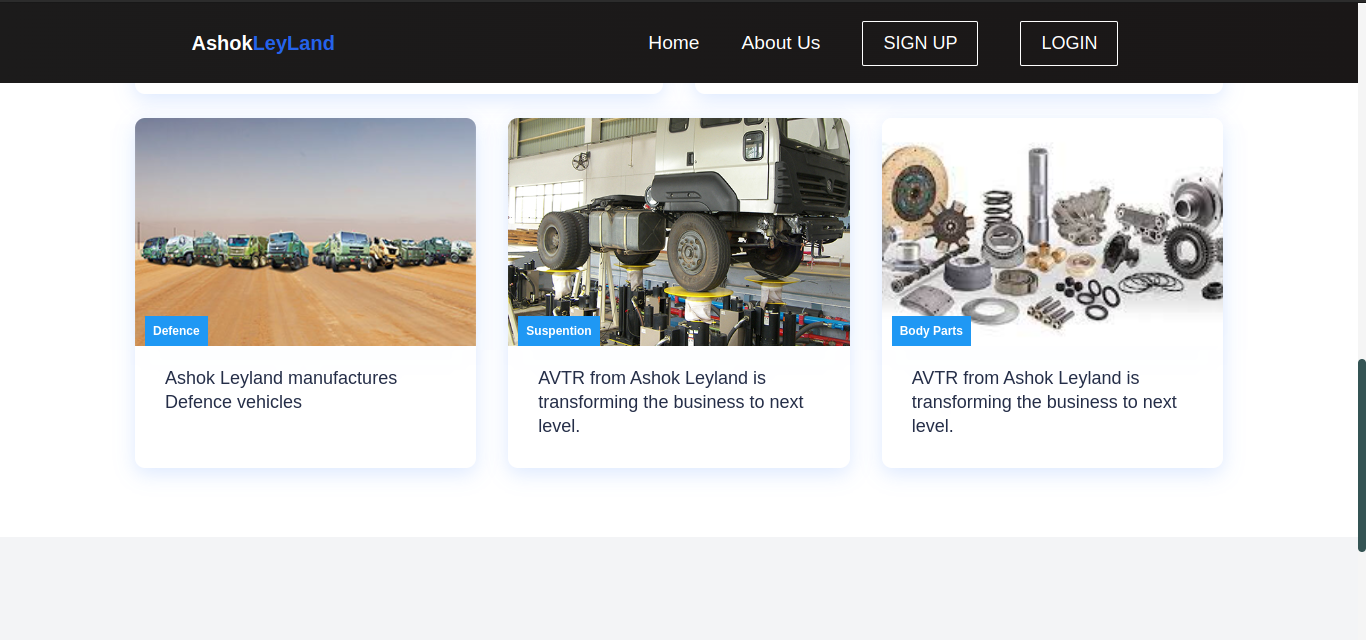 AshokLeyLand
Home
About Us
SIGN UP
LOGIN
Defence
Ashok Leyland manufactures
Defence vehicles
Suspention
AVTR from Ashok Leyland is
transforming the business to next
level.
Body Parts
AVTR from Ashok Leyland is
transforming the business to next
level.